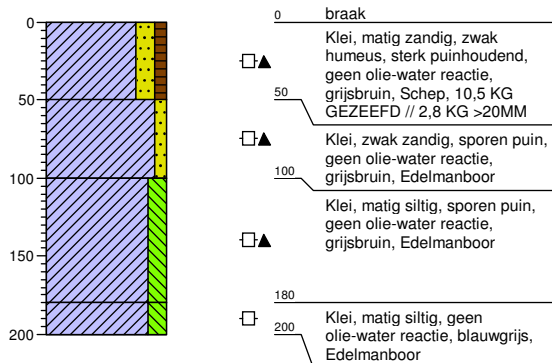 0
50
100
150
200
0 braak
Klei, matig zandig, zwak
humeus, sterk puinhoudend,
geen olie-water reactie,
grijsbruin, Schep, 10,5 KG
GEZEEFD // 2,8 KG >20MM
50
Klei, zwak zandig, sporen puin,
geen olie-water reactie,
grijsbruin, Edelmanboor
100
Klei, matig siltig, sporen puin,
geen olie-water reactie,
grijsbruin, Edelmanboor
180
Klei, matig siltig, geen
olie-water reactie, blauwgrijs,
Edelmanboor
200